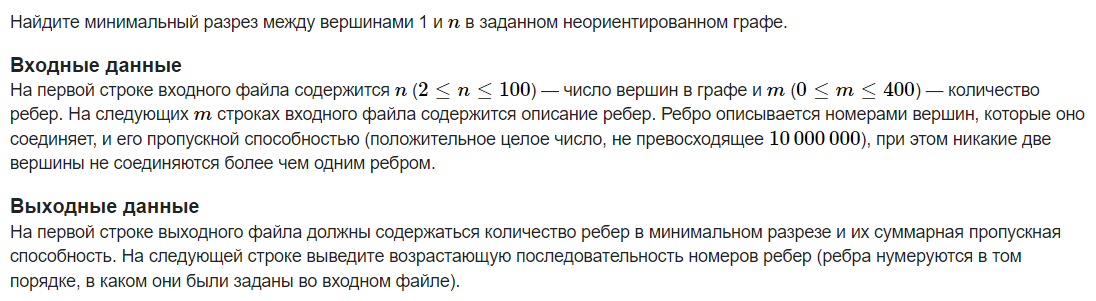 Найдите минимальный разрез между вершинами 1 и n в заданном неориентированном графе.
Входные данные
На первой строке входного файла содержится n (2 ≤ n ≤ 100) — число вершин в графе и m (0 ≤ m ≤ 400) — количество
ребер. На следующих m строках входного файла содержится описание ребер. Ребро описывается номерами вершин, которые оно
соединяет, и его пропускной способностью (положительное целое число, не превосходящее 10 000 000), при этом никакие две
вершины не соединяются более чем одним ребром.
Выходные данные
На первой строке выходного файла должны содержаться количество ребер в минимальном разрезе и их суммарная пропускная
способность. На следующей строке выведите возрастающую последовательность номеров ребер (ребра нумеруются в том
порядке, в каком они были заданы во входном файле).